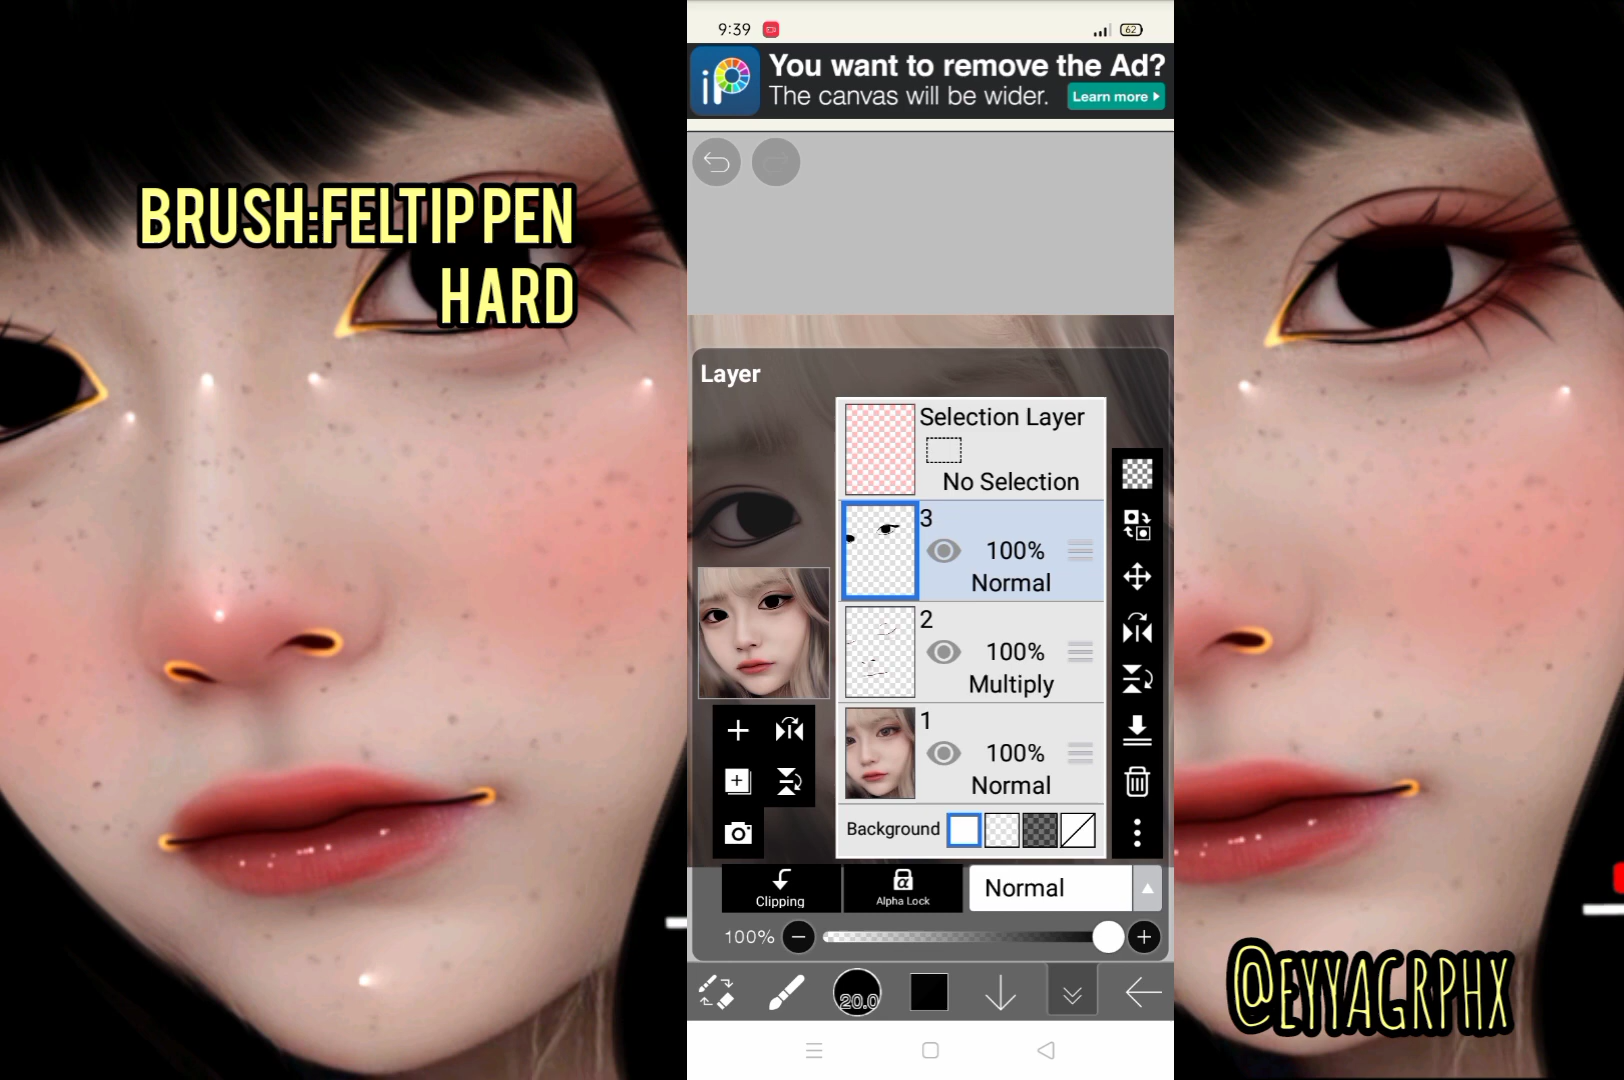 BRUSH:FELTIP PEN
HARD
9:39
62
iP
You want to remove the Ad?
The canvas will be wider.
Learn more
Layer
Selection Layer
No Selection
3
100%
Normal
2
100%
Multiply
1
100%
Normal
Background
Clipping
α
Alpha Lock
Normal
100%
20.0
@EYYAGRPHX